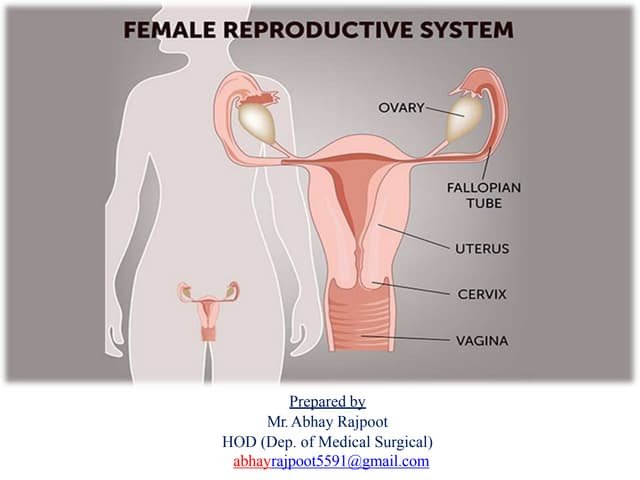 FEMALE REPRODUCTIVE SYSTEM
OVARY
FALLOPIAN
TUBE
UTERUS
CERVIX
VAGINA
Prepared by
Mr. Abhay Rajpoot
HOD (Dep. of Medical Surgical)
abhayrajpoot5591@gmail.com